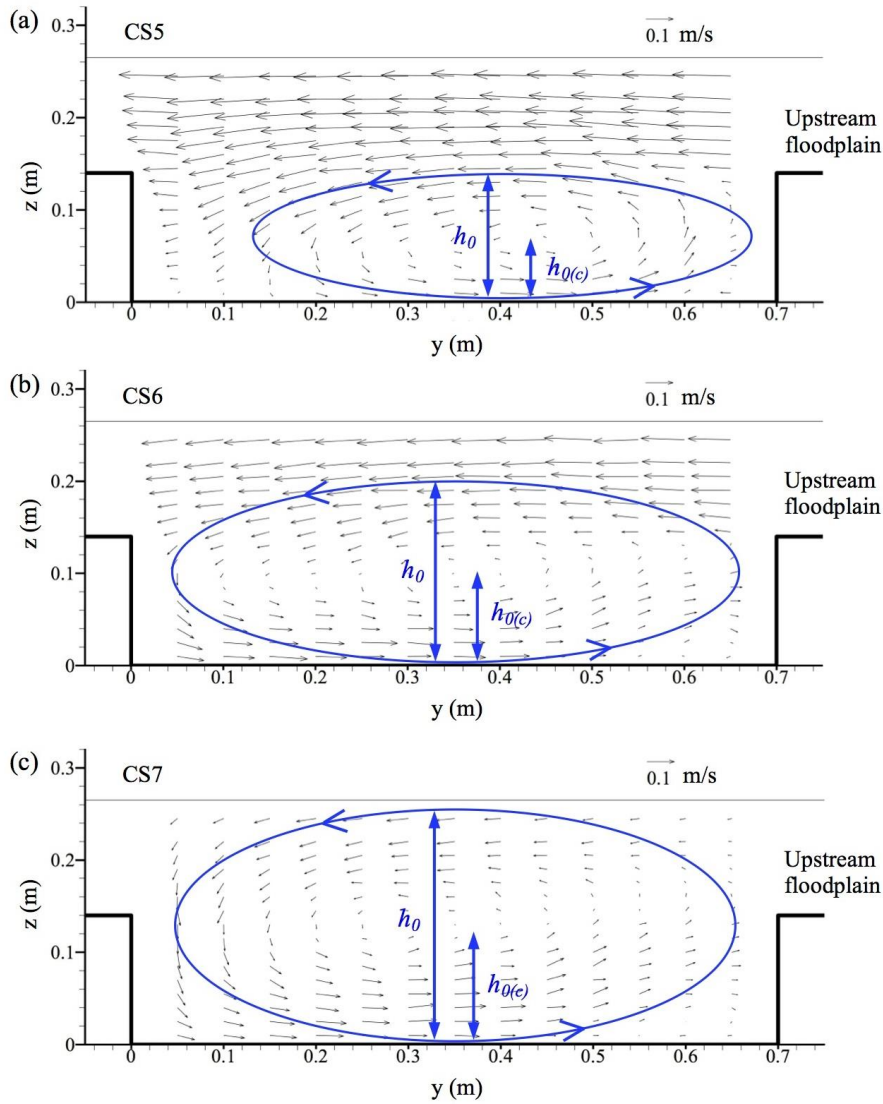 (a)
0.3
CS5
0.1 m/s
0.2
Upstream
floodplain
z (m)
0.1
h0
h0(c)
0
0 0.1 0.2 0.3 0.4 0.5 0.6 0.7
y (m)
(b)
0.3
CS6
0.1 m/s
0.2
Upstream
floodplain
z (m)
0.1
h0
h0(c)
0
0 0.1 0.2 0.3 0.4 0.5 0.6 0.7
y (m)
(c)
0.3
CS7
0.1 m/s
0.2
Upstream
floodplain
z (m)
0.1
h0
h0(c)
0
0 0.1 0.2 0.3 0.4 0.5 0.6 0.7
y (m)